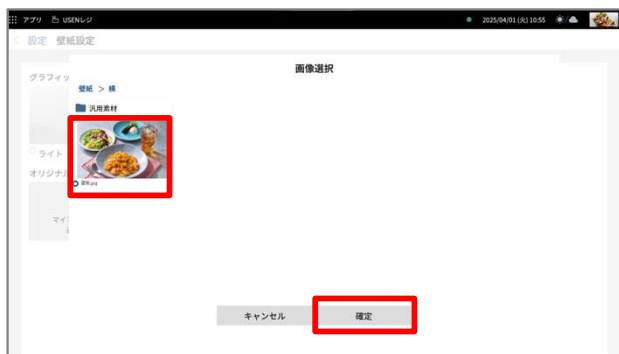 アプリ USENレジ 2025/04/01(火)10:55
< 設定 壁紙設定
画像選択
グラフィッ
壁紙 > 横
汎用素材
ライト
オリジナル
マイ
キャンセル 確定